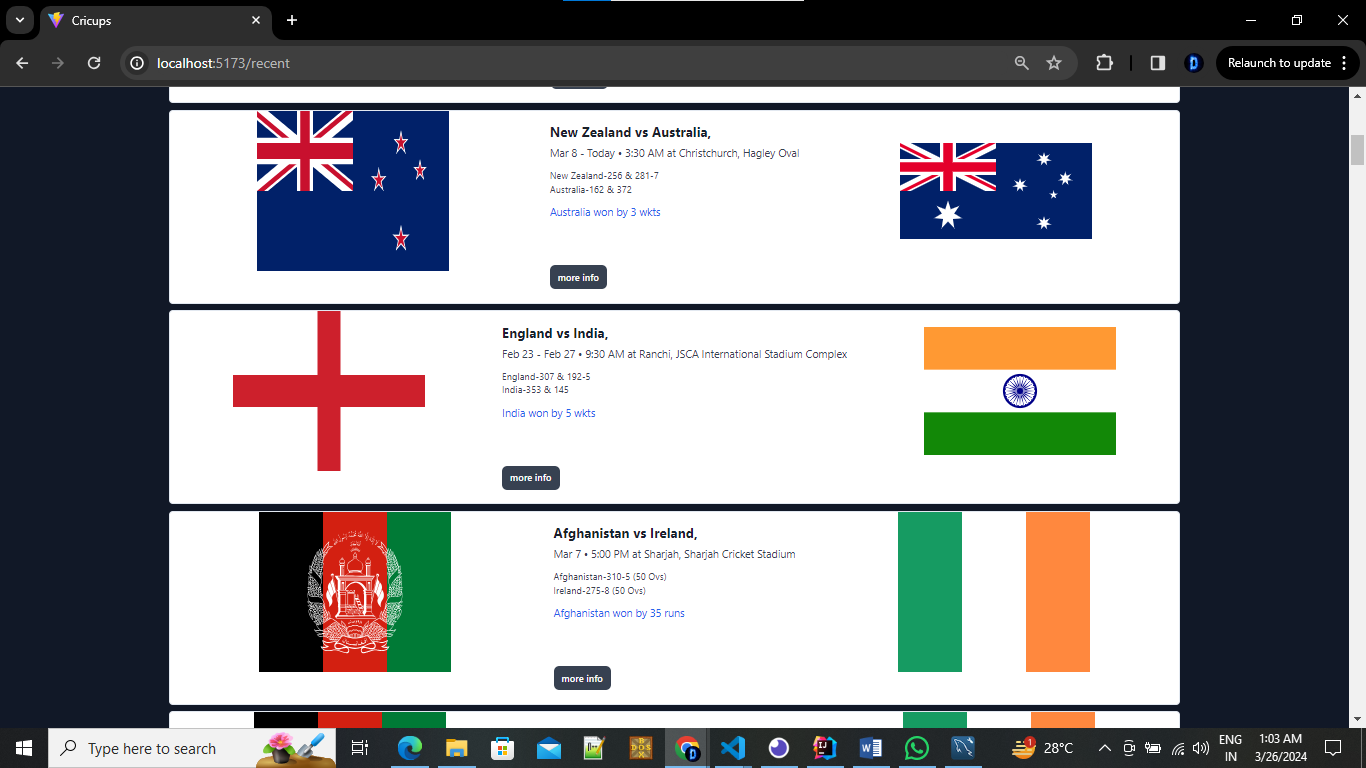 Cricups
localhost:5173/recent
Relaunch to update
New Zealand vs Australia,
Mar 8 - Today • 3:30 AM at Christchurch, Hagley Oval
New Zealand-256 & 281-7
Australia-162 & 372
Australia won by 3 wkts
more info
England vs India,
Feb 23 - Feb 27 • 9:30 AM at Ranchi, JSCA International Stadium Complex
England-307 & 192-5
India-353 & 145
India won by 5 wkts
more info
Afghanistan vs Ireland,
Mar 7 • 5:00 PM at Sharjah, Sharjah Cricket Stadium
Afghanistan-310-5 (50 Ovs)
Ireland-275-8 (50 Ovs)
Afghanistan won by 35 runs
more info
Type here to search
28°C
ENG
IN
1:03 AM
3/26/2024